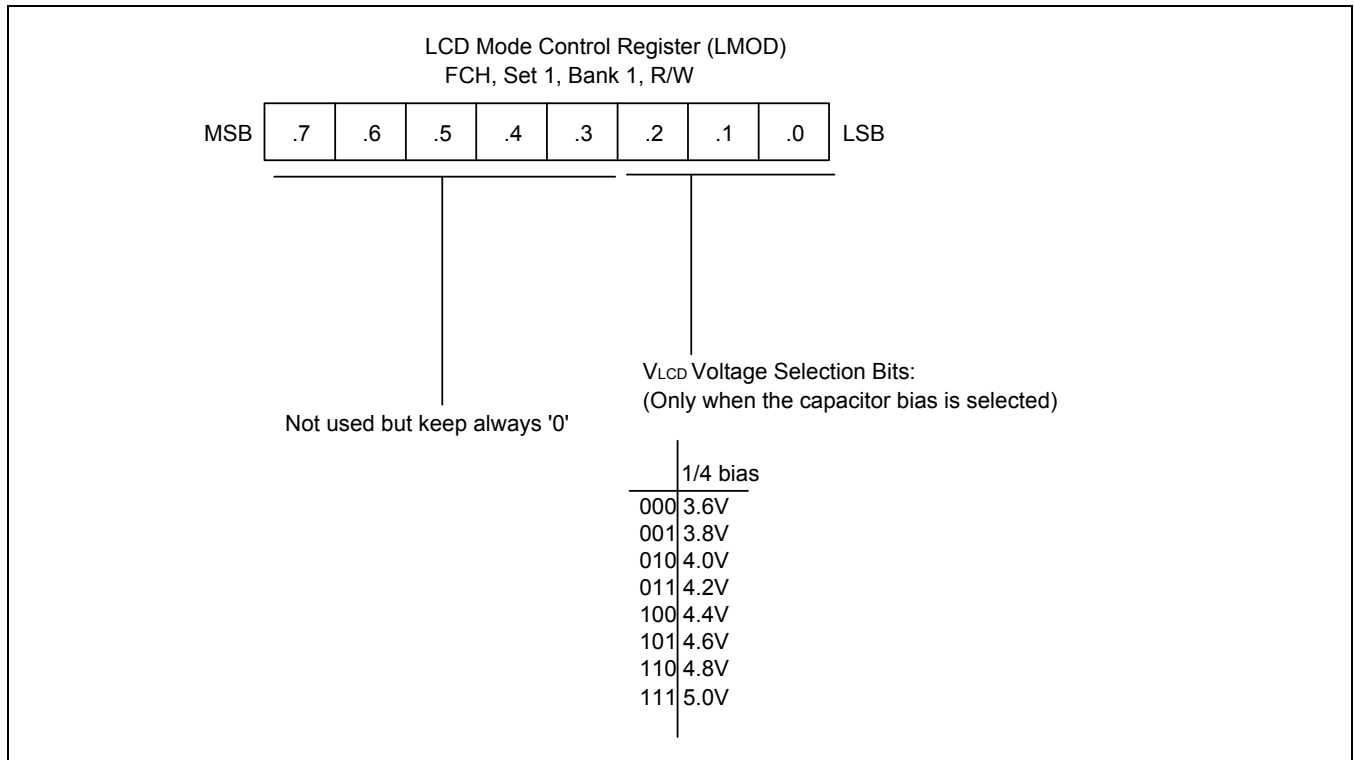 LCD Mode Control Register (LMOD)
FCH, Set 1, Bank 1, R/W
MSB .7 .6 .5 .4 .3 .2 .1 .0 LSB
VLCD Voltage Selection Bits:
(Only when the capacitor bias is selected)
Not used but keep always '0'
1/4 bias
000 3.6V
001 3.8V
010 4.0V
011 4.2V
100 4.4V
101 4.6V
110 4.8V
111 5.0V